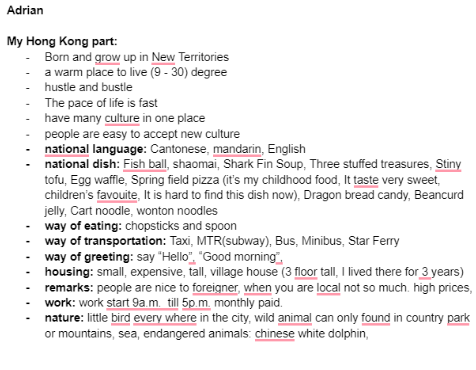 Adrian
My Hong Kong part:
- Born and grow up in New Territories
- a warm place to live (9 - 30) degree
- hustle and bustle
- The pace of life is fast
- have many culture in one place
- people are easy to accept new culture
- national language: Cantonese, mandarin, English
- national dish: Fish ball, shaomai, Shark Fin Soup, Three stuffed treasures, Stiny
tofu, Egg waffle, Spring field pizza (it's my childhood food, It taste very sweet,
children's favouite, It is hard to find this dish now), Dragon bread candy, Beancurd
jelly, Cart noodle, wonton noodles
- way of eating: chopsticks and spoon
- way of transportation: Taxi, MTR(subway), Bus, Minibus, Star Ferry
- way of greeting: say "Hello", "Good morning",
- housing: small, expensive, tall, village house (3 floor tall, I lived there for 3 years)
- remarks: people are nice to foreigner, when you are local not so much. high prices,
- work: work start 9a.m. till 5p.m. monthly paid.
- nature: little bird every where in the city, wild animal can only found in country park
or mountains, sea, endangered animals: chinese white dolphin,